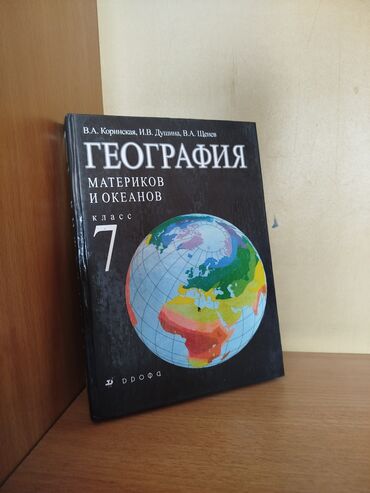 В.А. Коринская, И.В. Душина, В.А. Щенев
ГЕОГРАФИЯ
МАТЕРИКОВ
И ОКЕАНОВ
класс
7
дрофа